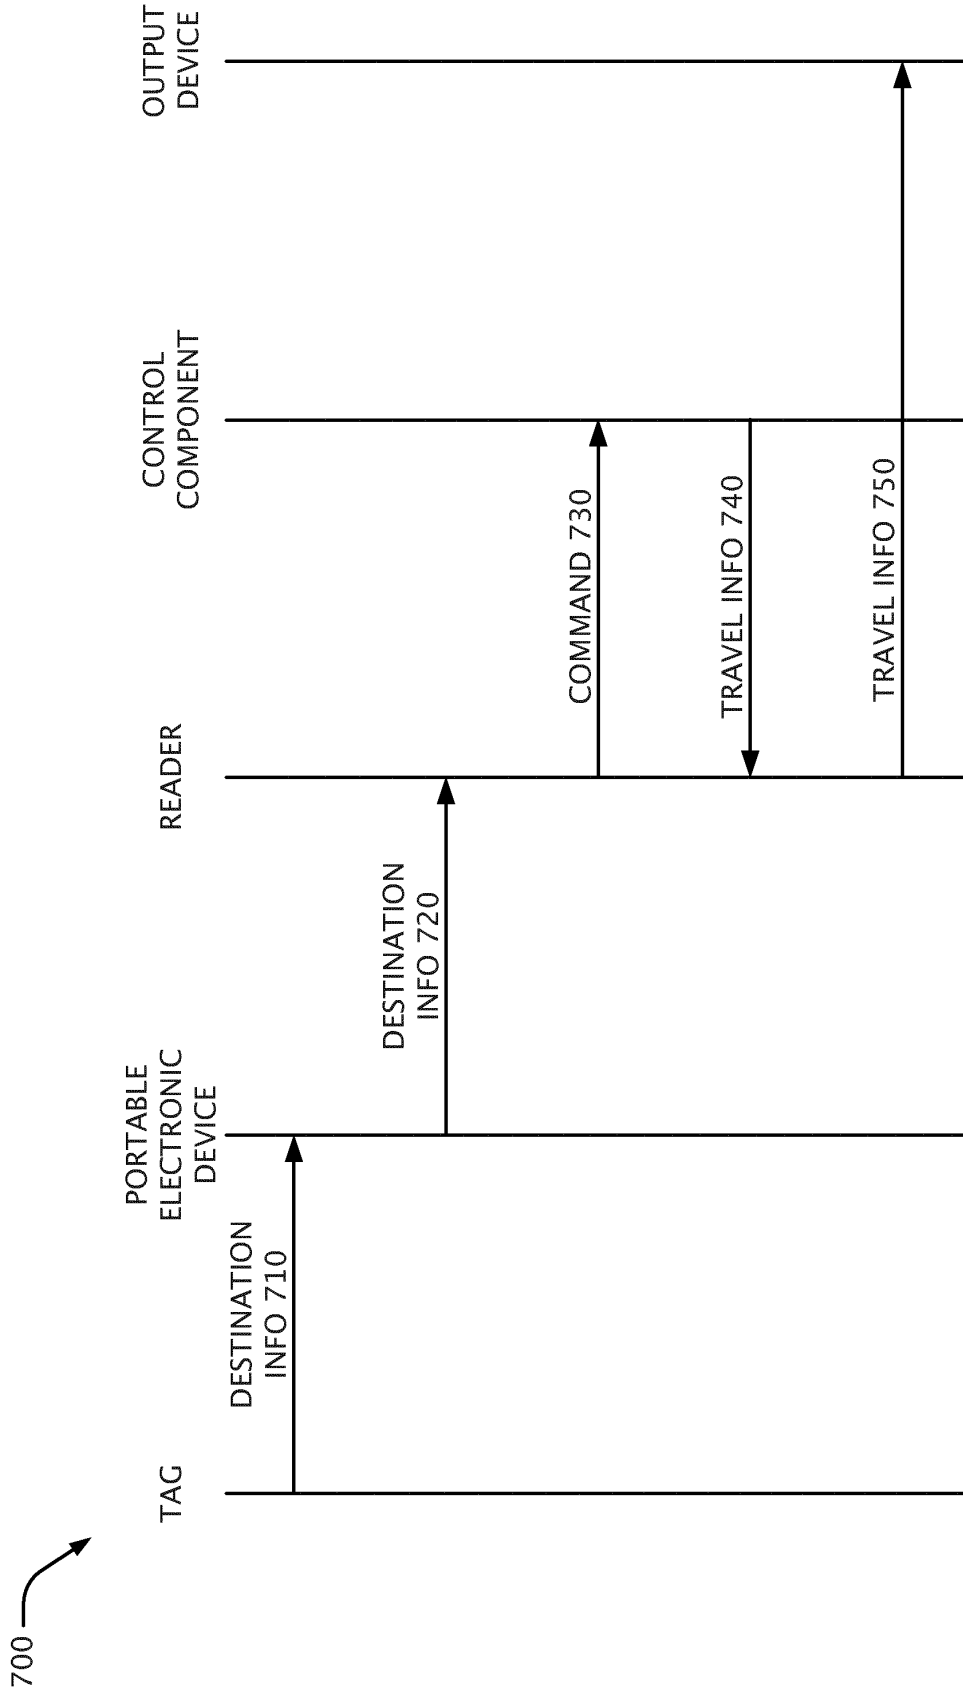 700
TAG
PORTABLE
ELECTRONIC
DEVICE
READER
CONTROL
COMPONENT
OUTPUT
DEVICE
DESTINATION
INFO 710
DESTINATION
INFO 720
COMMAND 730
TRAVEL INFO 740
TRAVEL INFO 750